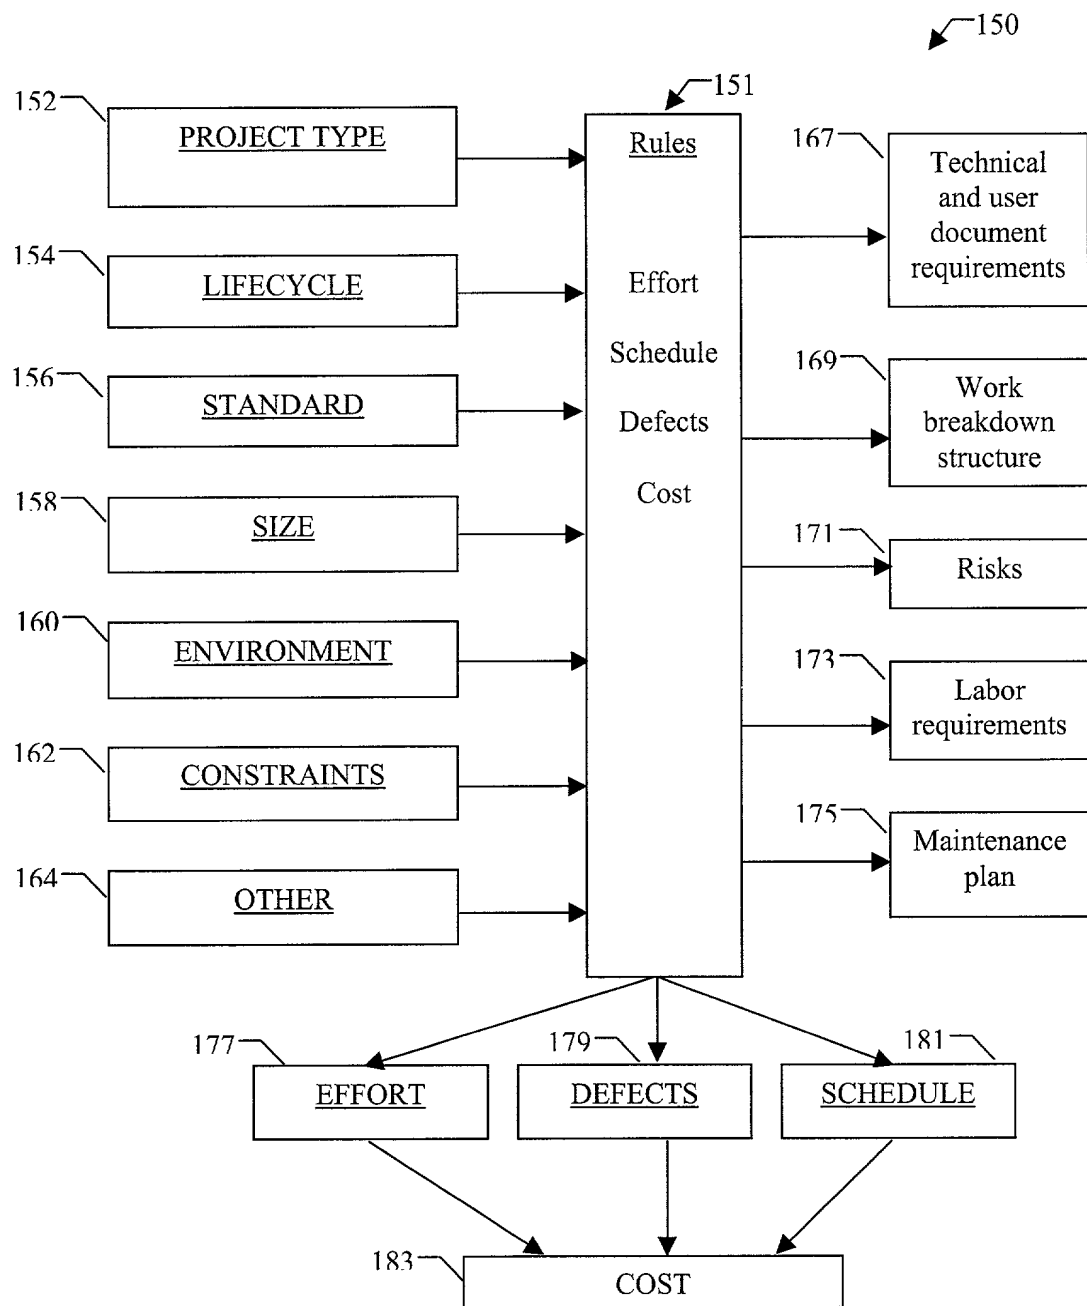 150
152
PROJECT TYPE
154
LIFECYCLE
156
STANDARD
158
SIZE
160
ENVIRONMENT
162
CONSTRAINTS
164
OTHER
151
Rules
Effort
Schedule
Defects
Cost
167
Technical
and user
document
requirements
169
Work
breakdown
structure
171
Risks
173
Labor
requirements
175
Maintenance
plan
177
EFFORT
179
DEFECTS
181
SCHEDULE
183
COST